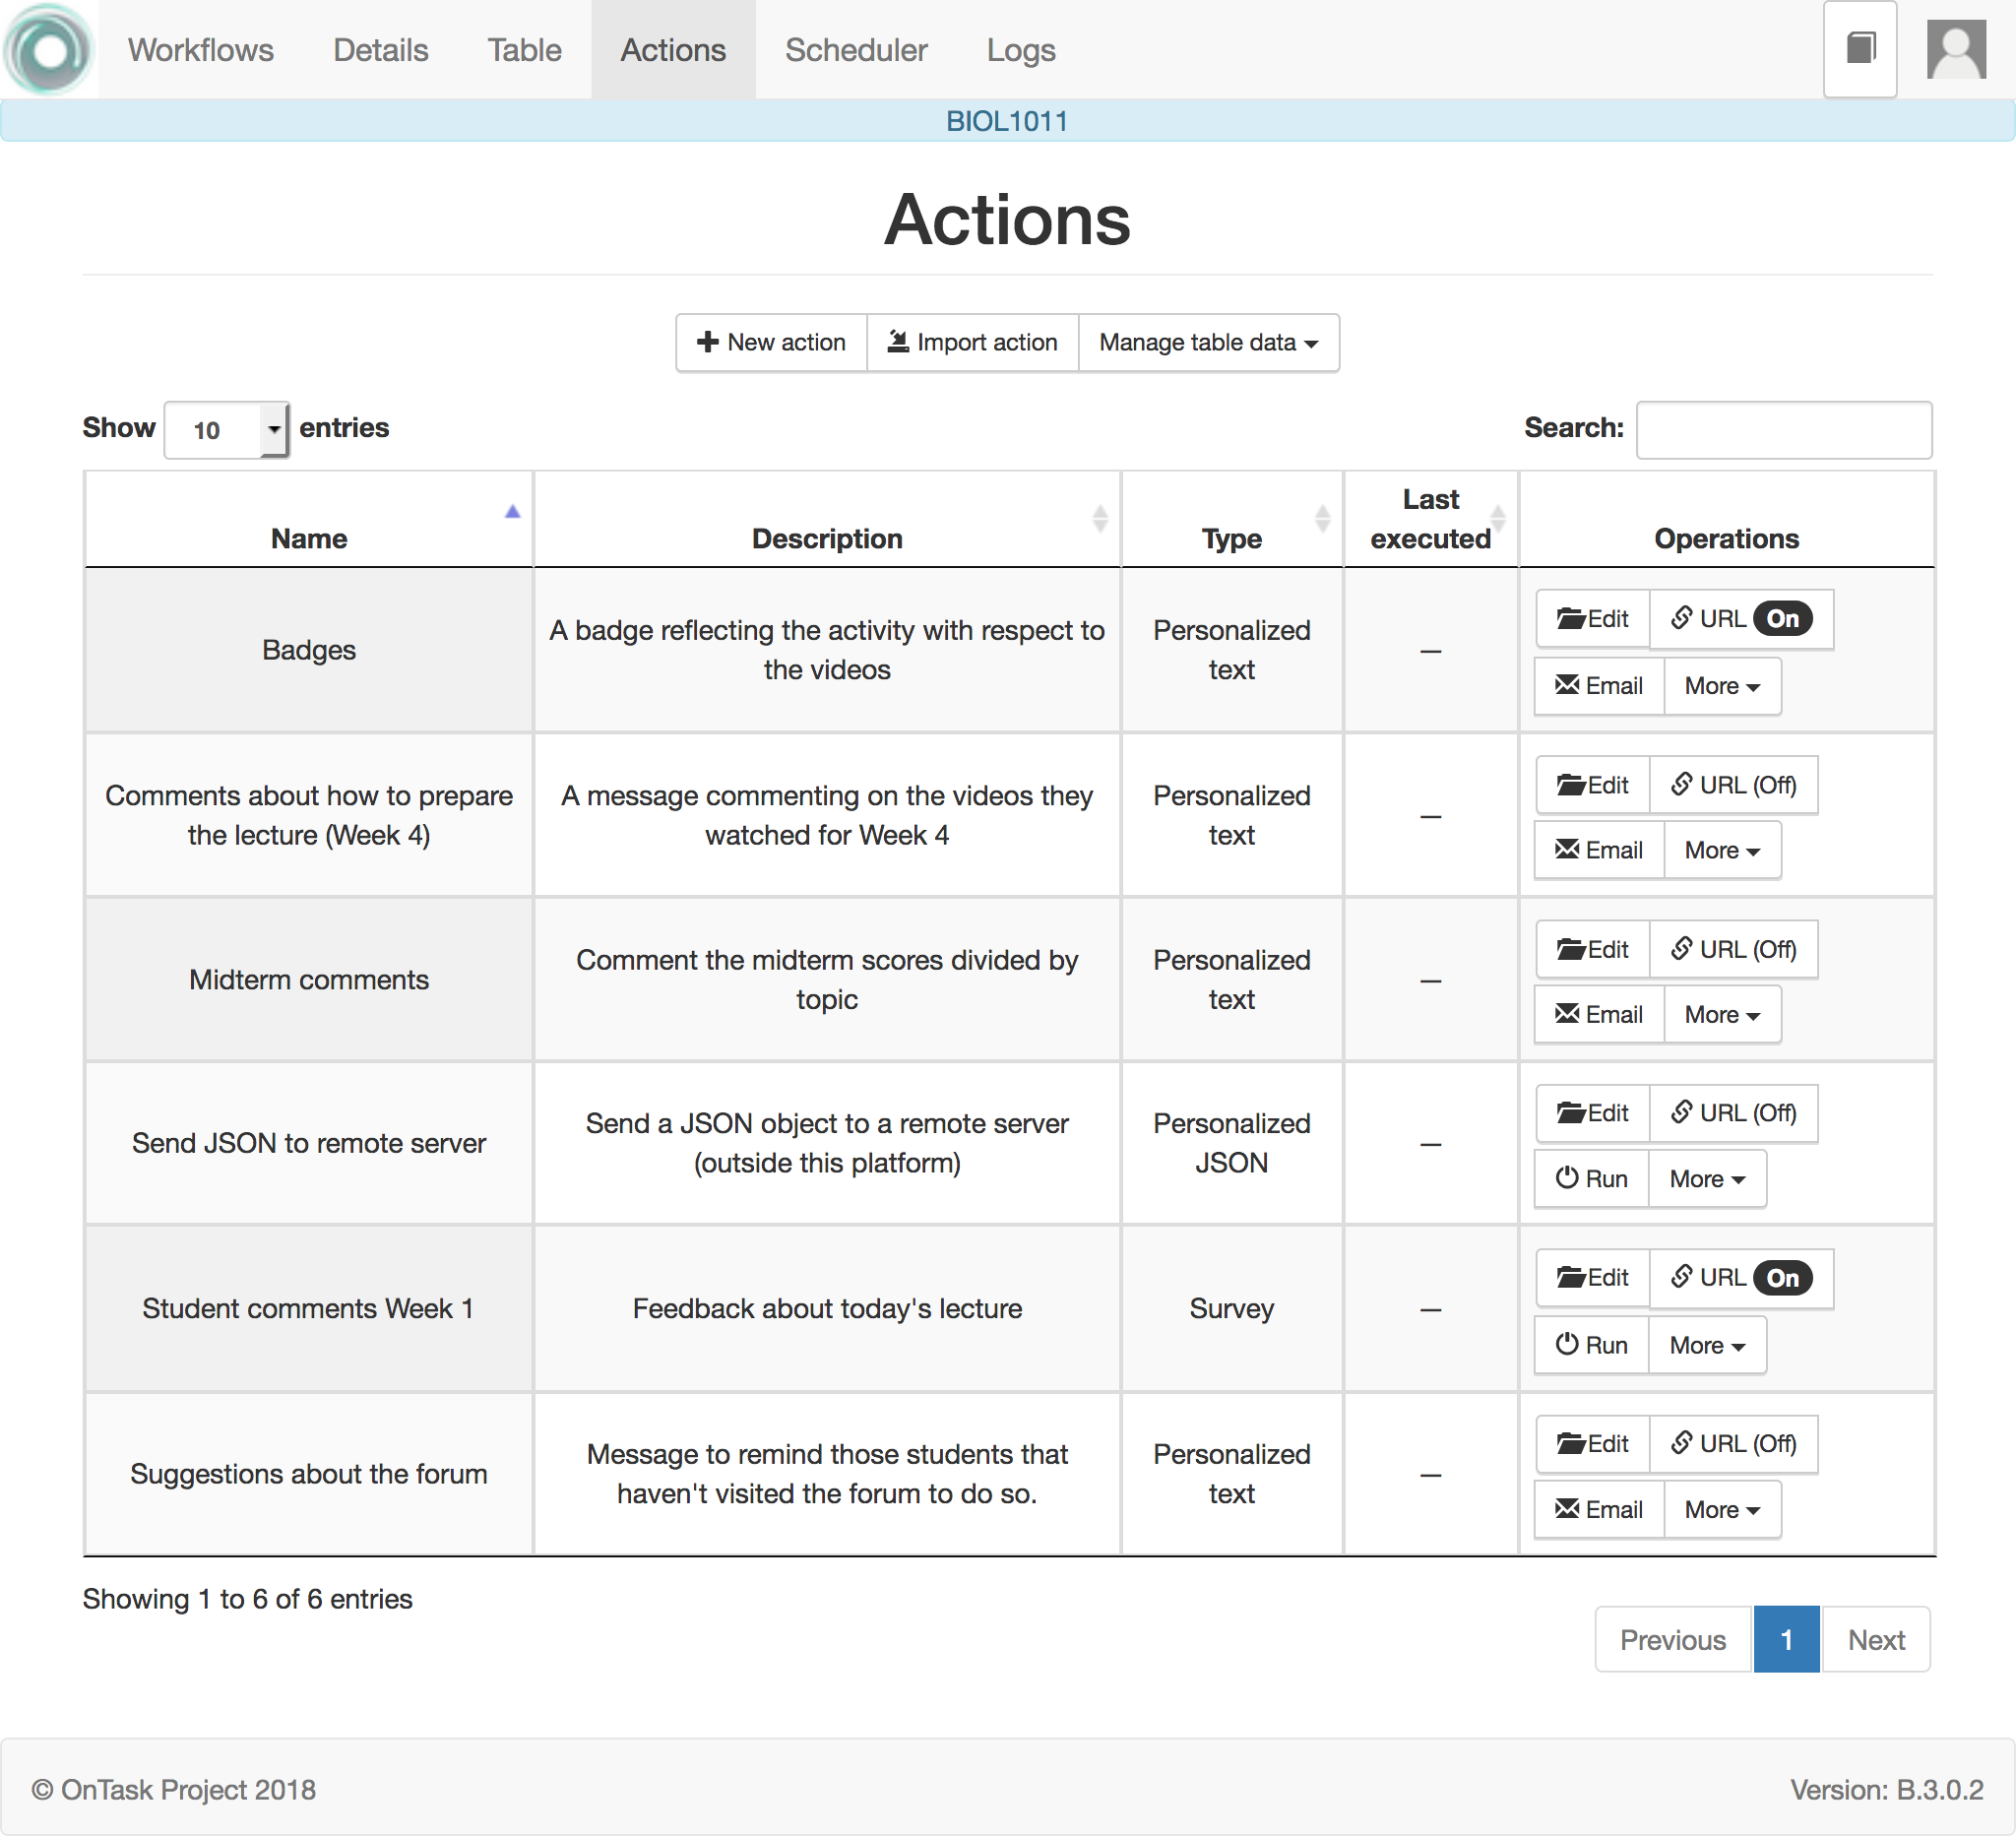 Workflows Details Table Actions Scheduler Logs
BIOL1011
Actions
New action Import action Manage table data
Show 10 entries Search:
Name Description Type Last executed Operations
Badges
A badge reflecting the activity with respect to
the videos
Personalized
text
—
Edit URL On
Email More
Comments about how to prepare
the lecture (Week 4)
A message commenting on the videos they
watched for Week 4
Personalized
text
—
Edit URL (Off)
Email More
Midterm comments
Comment the midterm scores divided by
topic
Personalized
text
—
Edit URL (Off)
Email More
Send JSON to remote server
Send a JSON object to a remote server
(outside this platform)
Personalized
JSON
—
Edit URL (Off)
Run More
Student comments Week 1
Feedback about today's lecture
Survey
—
Edit URL On
Run More
Suggestions about the forum
Message to remind those students that
haven't visited the forum to do so.
Personalized
text
—
Edit URL (Off)
Email More
Showing 1 to 6 of 6 entries
Previous 1 Next
© OnTask Project 2018 Version: B.3.0.2